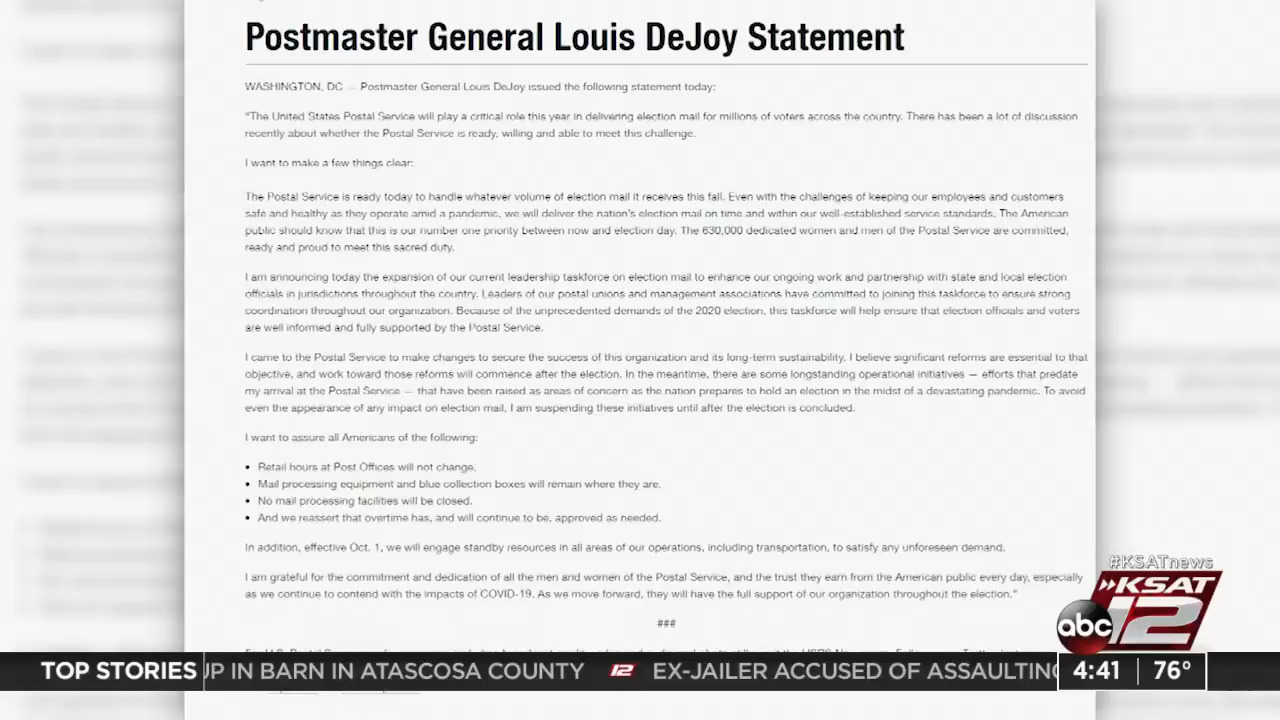 Postmaster General Louis DeJoy Statement
WASHINGTON, DC — Postmaster General Louis DeJoy issued the following statement today:
"The United States Postal Service will play a critical role this year in delivering election mail for millions of voters across the country. There has been a lot of discussion
recently about whether the Postal Service is ready, willing and able to meet this challenge.
I want to make a few things clear:
The Postal Service is ready today to handle whatever volume of election mail it receives this fall. Even with the challenges of keeping our employees and customers
safe and healthy as they operate amid a pandemic, we will deliver the nation's election mail on time and within our well-established service standards. The American
public should know that this is our number one priority between now and election day. The 630,000 dedicated women and men of the Postal Service are committed,
ready and proud to meet this sacred duty.
I am announcing today the expansion of our current leadership taskforce on election mail to enhance our ongoing work and partnership with state and local election
officials in jurisdictions throughout the country. Leaders of our postal unions and management associations have committed to joining this taskforce to ensure strong
coordination throughout our organization. Because of the unprecedented demands of the 2020 election, this taskforce will help ensure that election officials and voters
are well informed and fully supported by the Postal Service.
I came to the Postal Service to make changes to secure the success of this organization and its long-term sustainability. I believe significant reforms are essential to that
objective, and work toward those reforms will commence after the election. In the meantime, there are some longstanding operational initiatives — efforts that predate
my arrival at the Postal Service — that have been raised as areas of concern as the nation prepares to hold an election in the midst of a devastating pandemic. To avoid
even the appearance of any impact on election mail, I am suspending these initiatives until after the election is concluded.
I want to assure all Americans of the following:
• Retail hours at Post Offices will not change.
• Mail processing equipment and blue collection boxes will remain where they are.
• No mail processing facilities will be closed.
• And we reassert that overtime has, and will continue to be, approved as needed.
In addition, effective Oct. 1, we will engage standby resources in all areas of our operations, including transportation, to satisfy any unforeseen demand.
I am grateful for the commitment and dedication of all the men and women of the Postal Service, and the trust they earn from the American public every day, especially
as we continue to contend with the impacts of COVID-19. As we move forward, they will have the full support of our organization throughout the election."
###
#KSATnews
KSAT
abc 12
TOP STORIES UP IN BARN IN ATASCOSA COUNTY 12 EX-JAILER ACCUSED OF ASSAULTING 4:41 76°